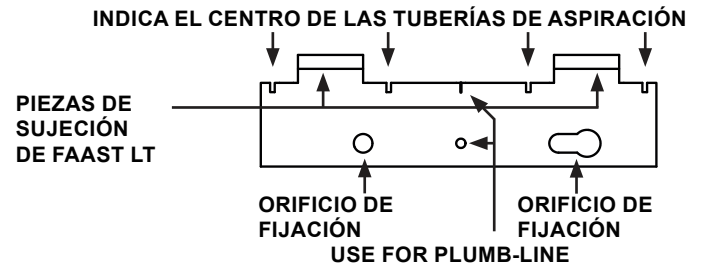 INDICA EL CENTRO DE LAS TUBERÍAS DE ASPIRACIÓN
PIEZAS DE
SUJECIÓN
DE FAAST LT
ORIFICIO DE
FIJACIÓN
ORIFICIO DE
FIJACIÓN
USE FOR PLUMB-LINE